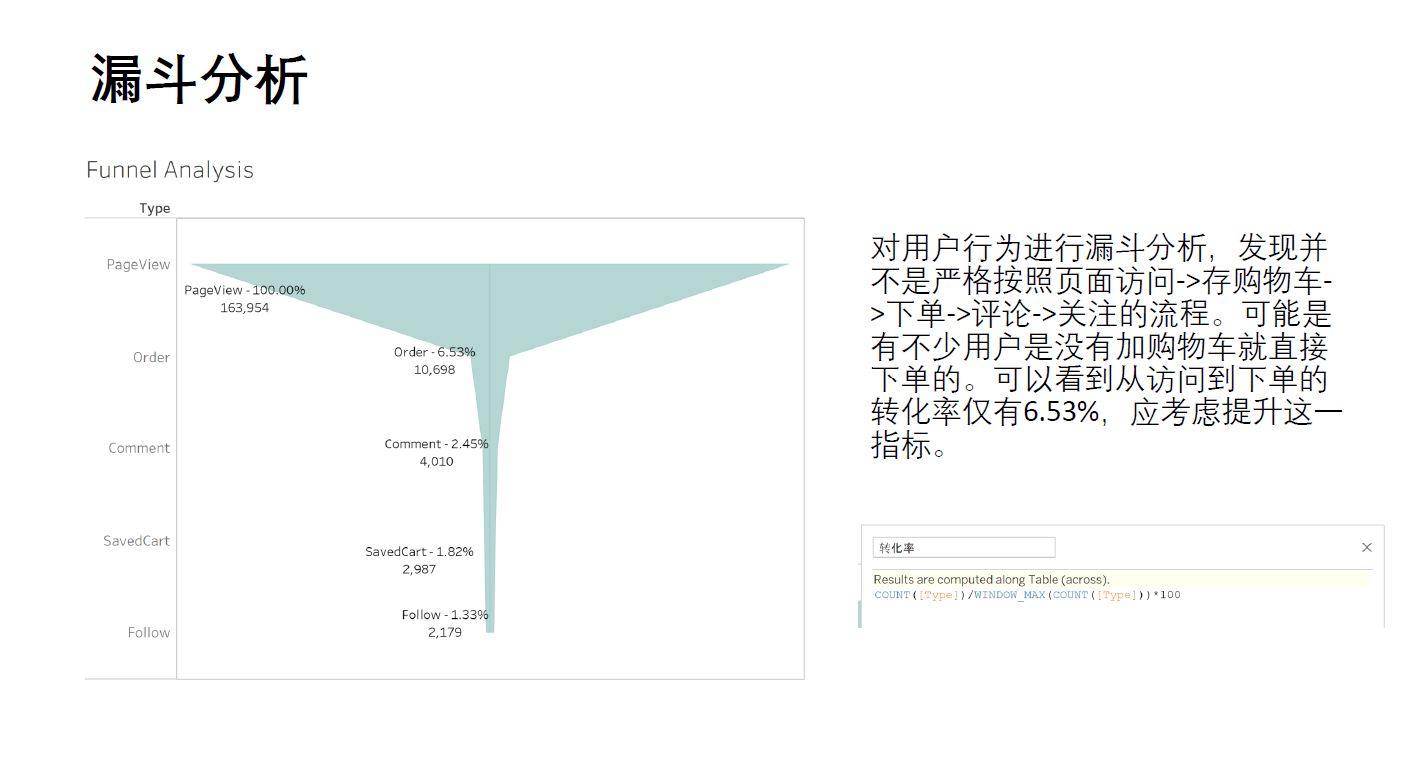 漏斗分析
Funnel Analysis
Type
PageView
PageView - 100.00%
163,954
Order
Order - 6.53%
10,698
Comment
Comment - 2.45%
4,010
SavedCart
SavedCart - 1.82%
2,987
Follow
Follow - 1.33%
2,179
对用户行为进行漏斗分析，发现并
不是严格按照页面访问->存购物车-
>下单->评论->关注的流程。可能是
有不少用户是没有加购物车就直接
下单的。可以看到从访问到下单的
转化率仅有6.53%，应考虑提升这一
指标。
转化率
Results are computed along Table (across).
COUNT([Type])/WINDOW_MAX(COUNT([Type]))*100